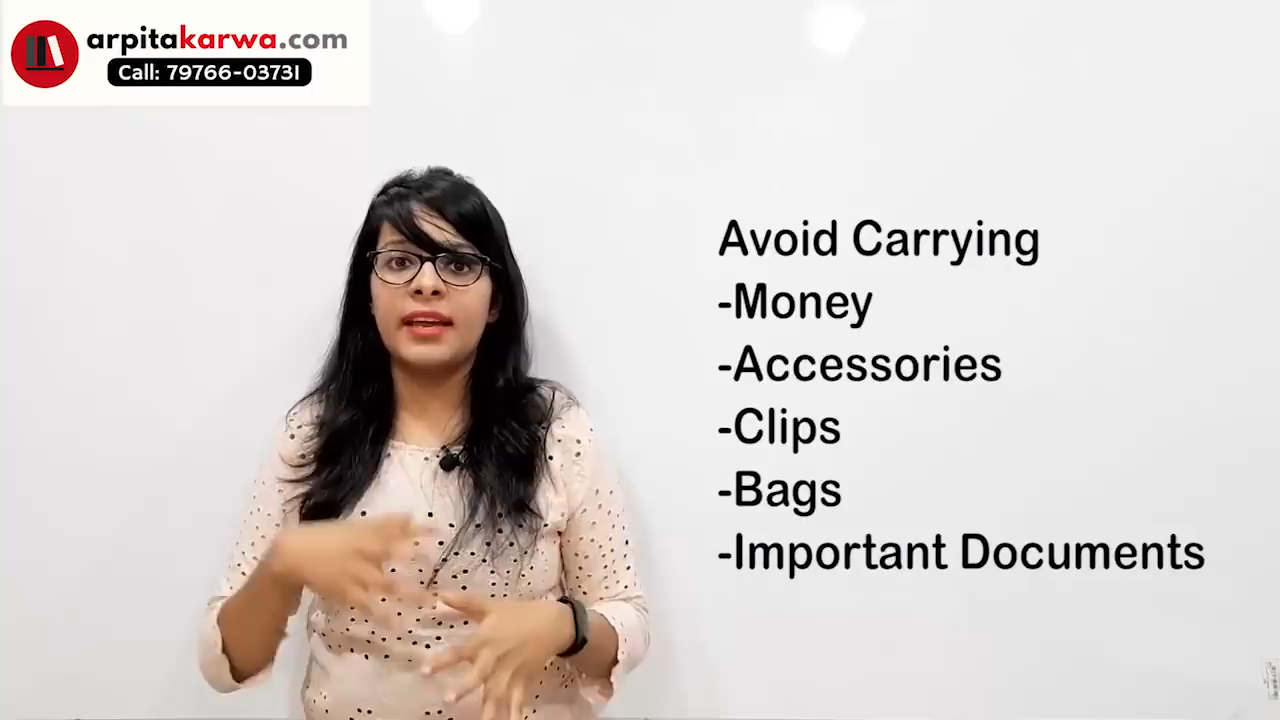 arpitakarwa.com
Call: 79766-03731
Avoid Carrying
-Money
-Accessories
-Clips
-Bags
-Important Documents